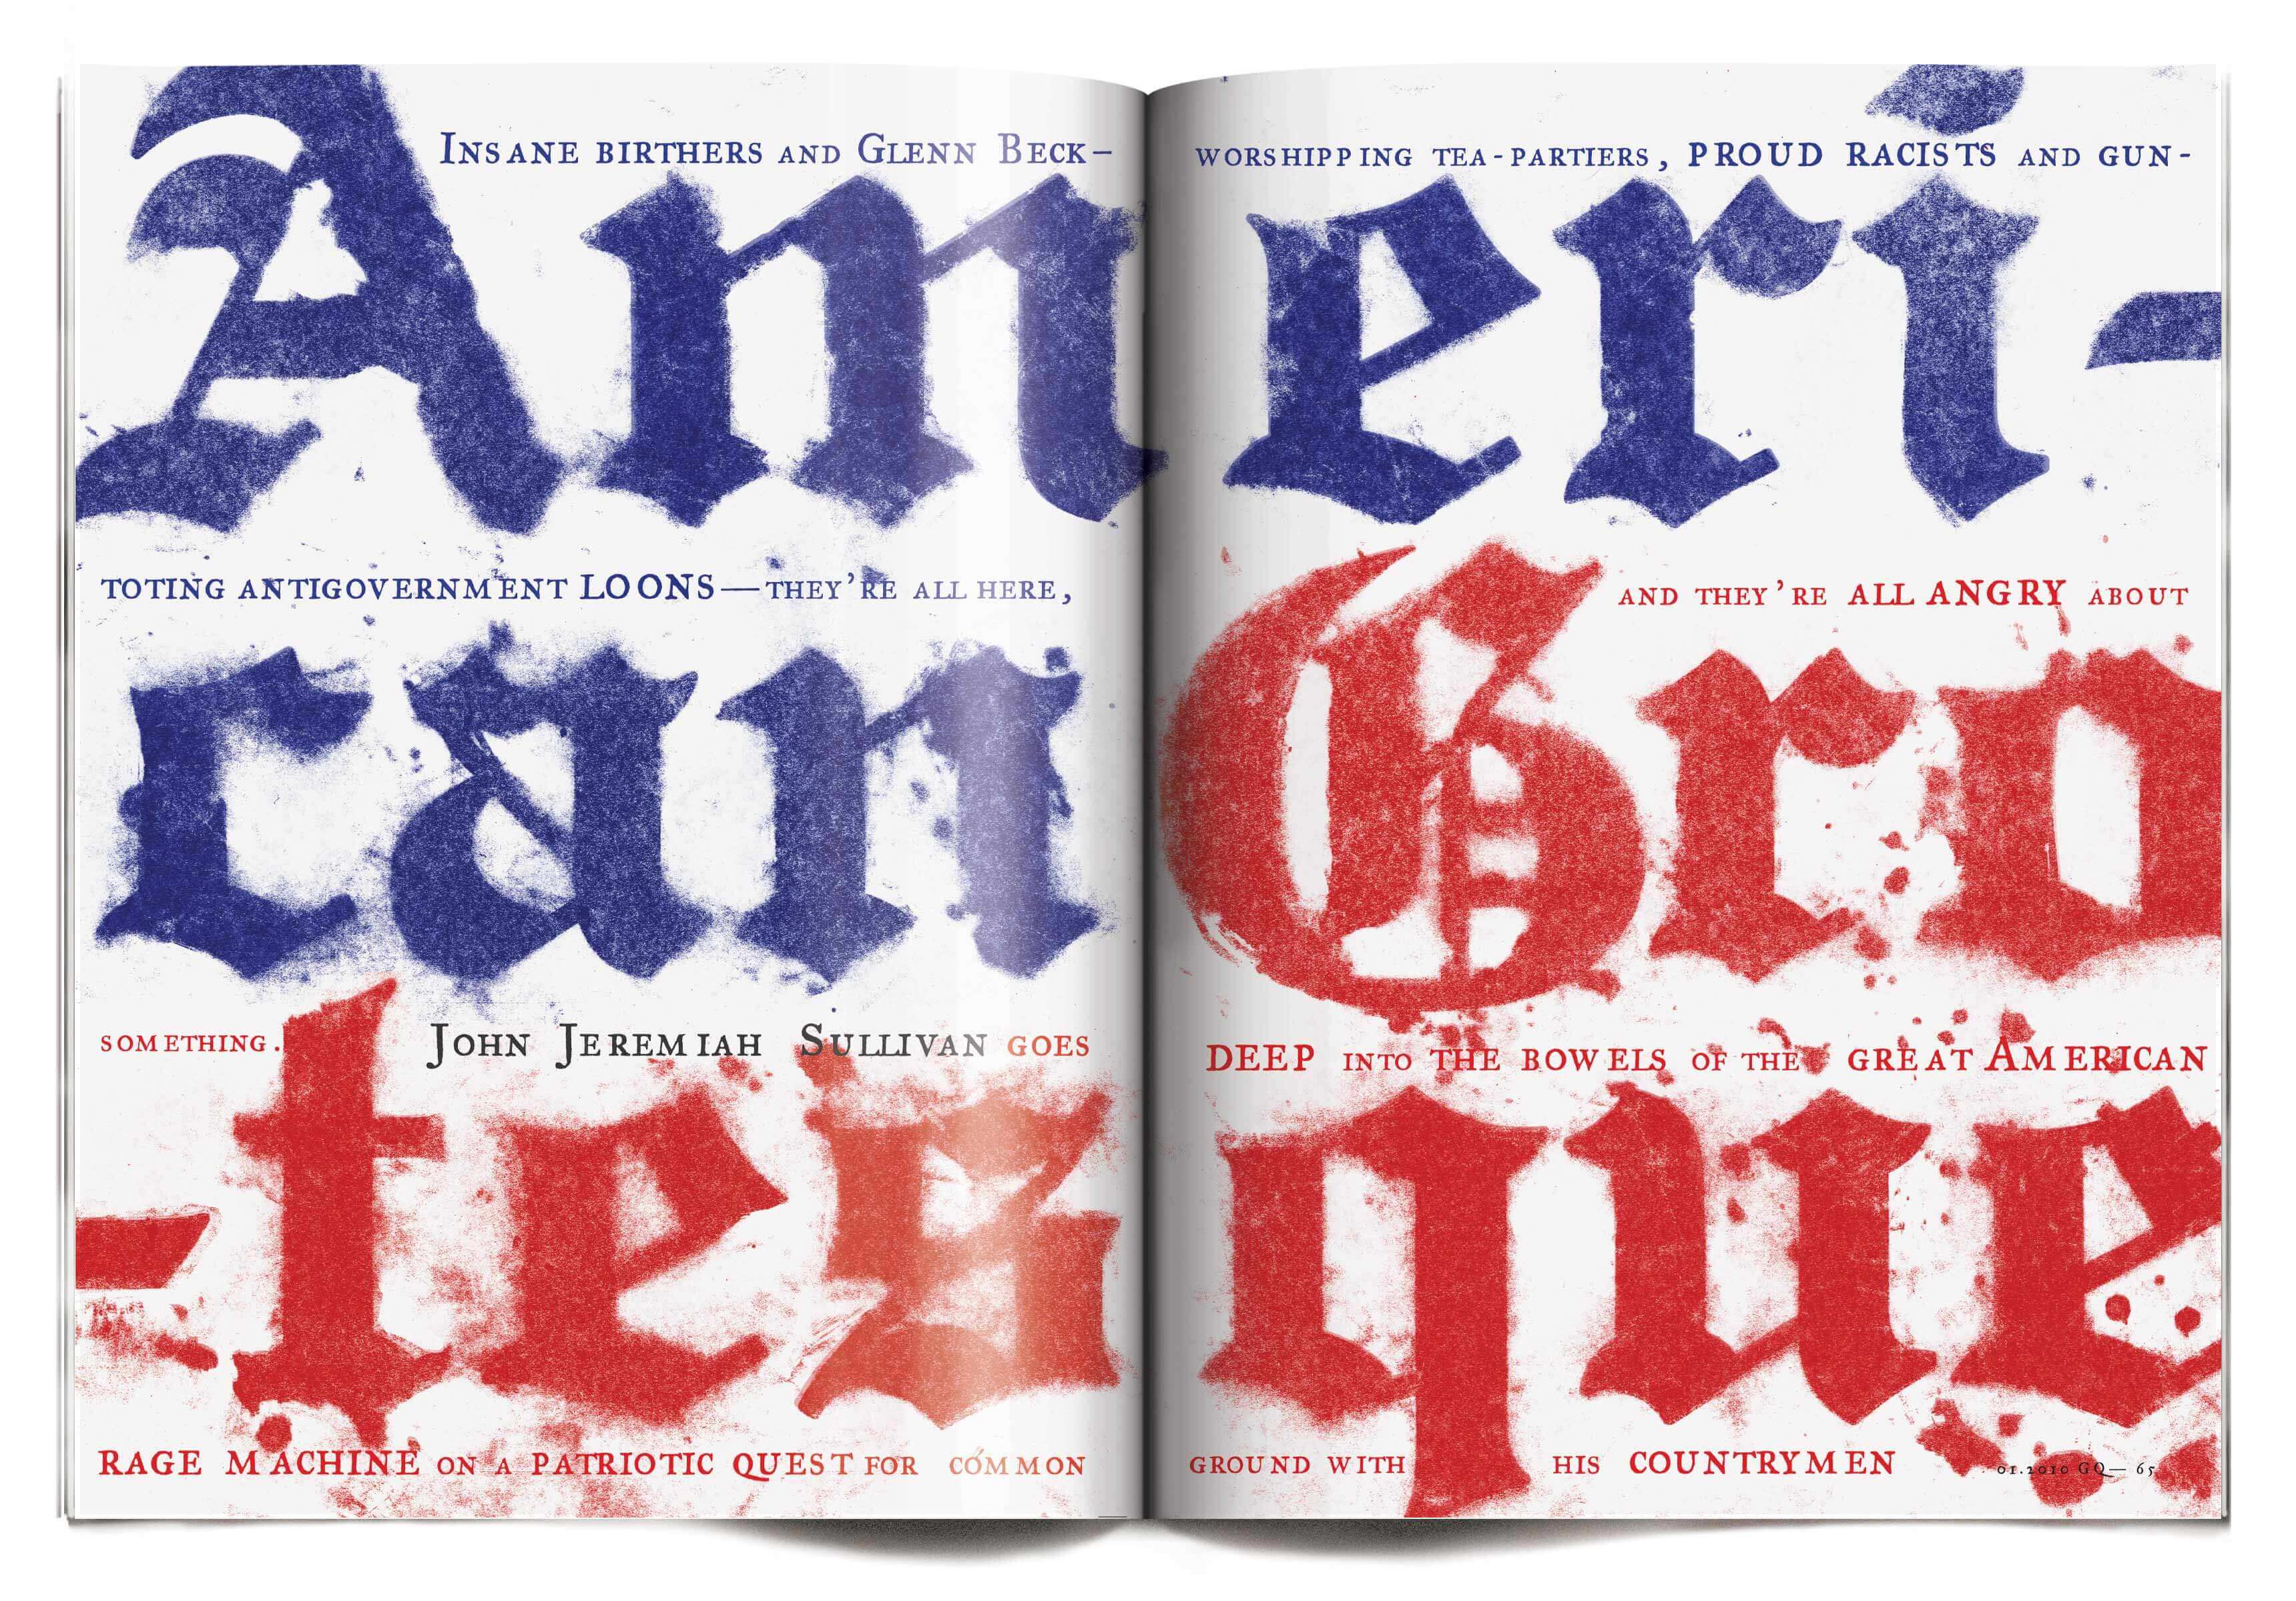 INSANE BIRTHERS AND GLENN BECK– WORSHIPPING TEA-PARTIERS, PROUD RACISTS AND GUN-
Ameri-
TOTING ANTIGOVERNMENT LOONS—THEY'RE ALL HERE, AND THEY'RE ALL ANGRY ABOUT
can Gro
SOMETHING. JOHN JEREMIAH SULLIVAN GOES DEEP INTO THE BOWELS OF THE GREAT AMERICAN
-tesque
RAGE MACHINE ON A PATRIOTIC QUEST FOR COMMON GROUND WITH HIS COUNTRYMEN
01.2010 GQ— 65